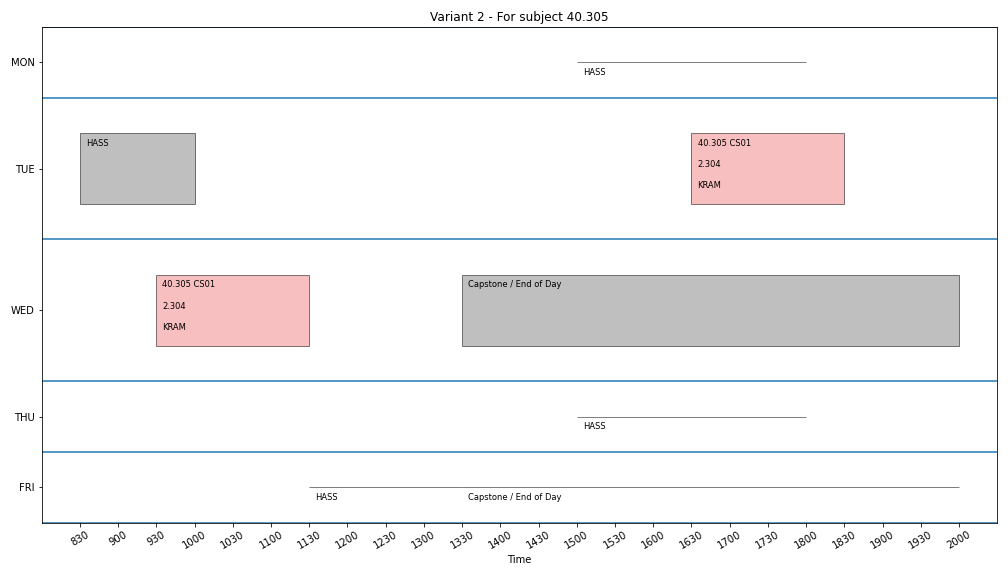 Variant 2 - For subject 40.305
MON
HASS
TUE
HASS
40.305 CS01
2.304
KRAM
WED
40.305 CS01
2.304
KRAM
Capstone / End of Day
THU
HASS
FRI
HASS
Capstone / End of Day
830 900 930 1000 1030 1100 1130 1200 1230 1300 1330 1400 1430 1500 1530 1600 1630 1700 1730 1800 1830 1900 1930 2000
Time